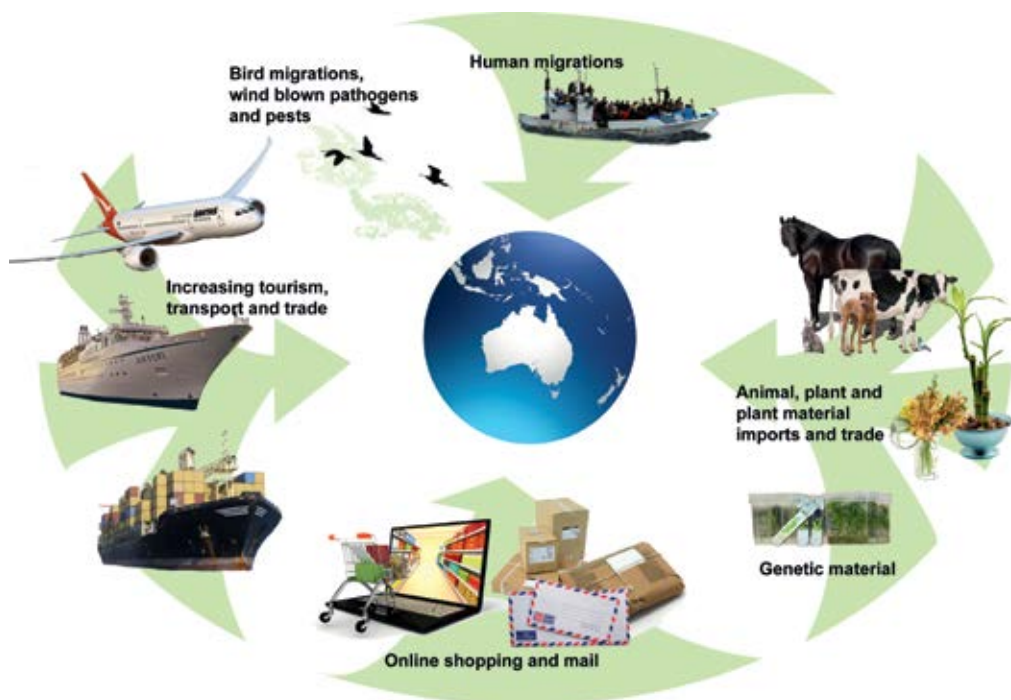 Human migrations
Bird migrations,
wind blown pathogens
and pests
Increasing tourism,
transport and trade
Animal, plant and
plant material
imports and trade
Genetic material
Online shopping and mail